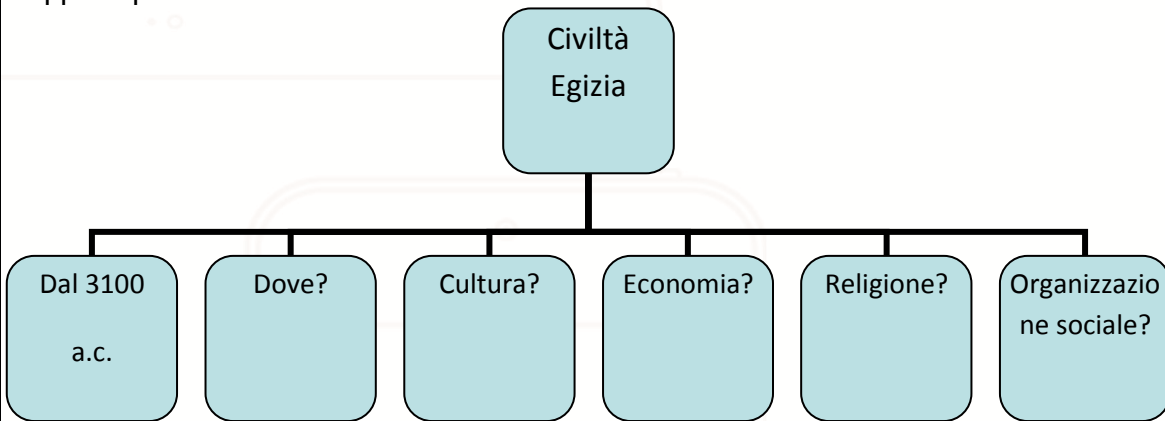 Civiltà
Egizia
Dal 3100
a.c.
Dove?
Cultura?
Economia?
Religione?
Organizzazio
ne sociale?